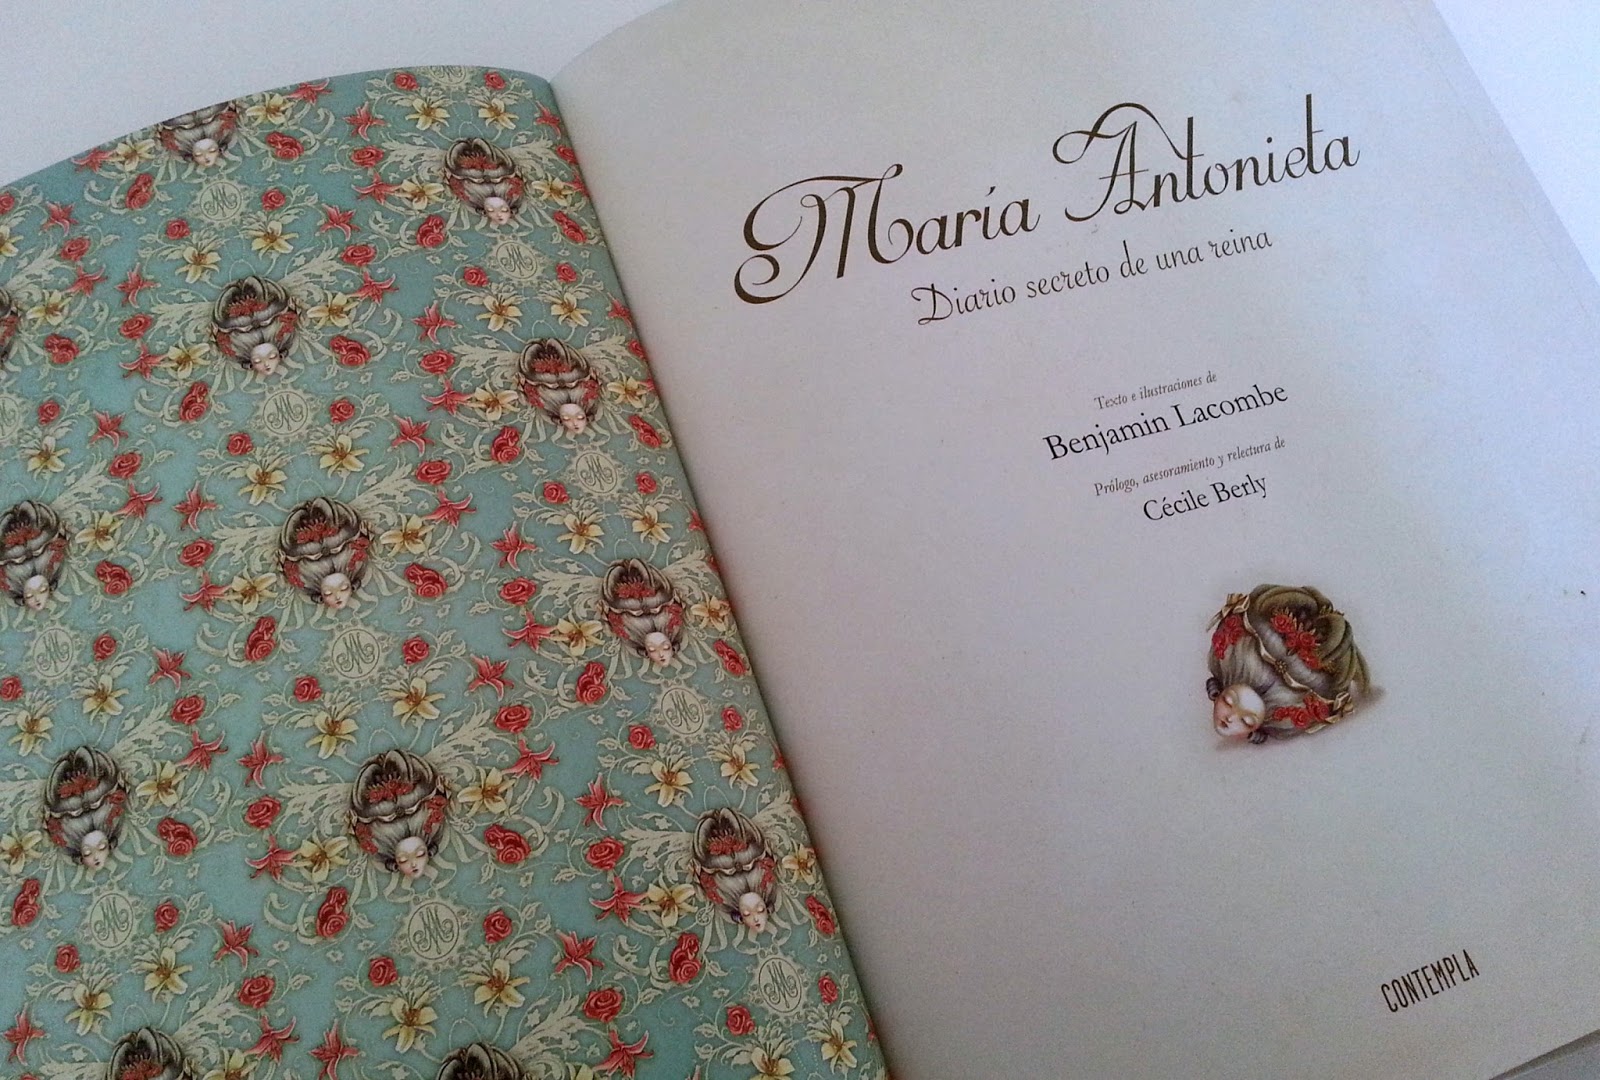 María Antonieta
Diario secreto de una reina
Texto e ilustraciones de
Benjamin Lacombe
Prólogo, asesoramiento y relectura de
Cécile Berly
CONTEMPLA